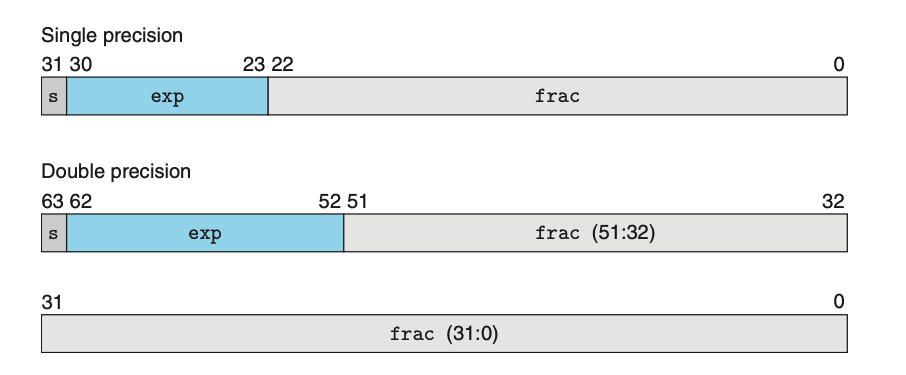 Single precision
31 30 23 22 0
s exp frac
Double precision
63 62 52 51 32
s exp frac (51:32)
31 0
frac (31:0)